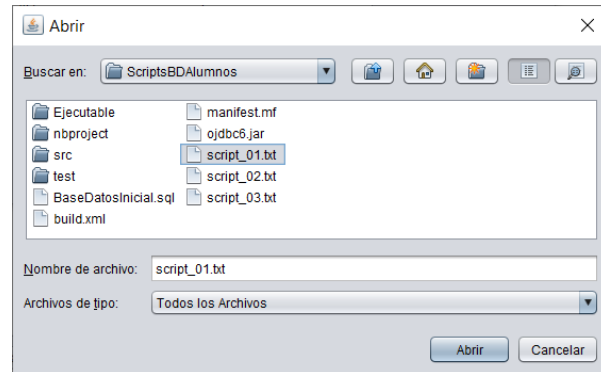 Abrir
Buscar en: ScriptsBDAlumnos
Ejecutable
nbproject
src
test
BaseDatosInicial.sql
build.xml
manifest.mf
ojdbc6.jar
script_01.txt
script_02.txt
script_03.txt
Nombre de archivo: script_01.txt
Archivos de tipo: Todos los Archivos
Abrir Cancelar